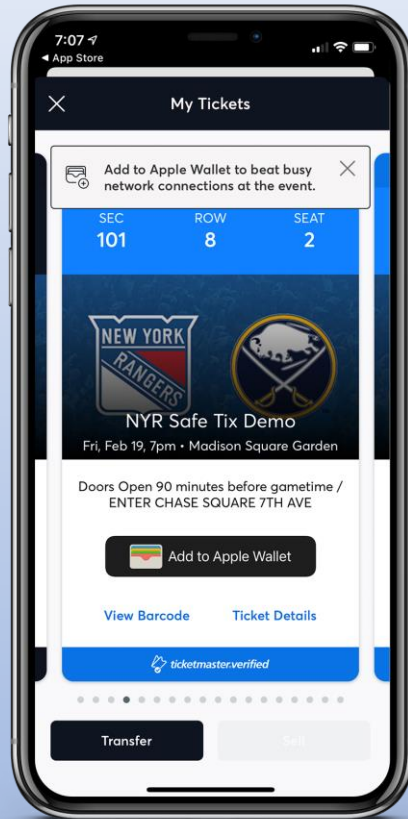 7:07
◀ App Store
My Tickets
Add to Apple Wallet to beat busy
network connections at the event.
SEC ROW SEAT
101 8 2
NEW YORK
RANGERS
NYR Safe Tix Demo
Fri, Feb 19, 7pm • Madison Square Garden
Doors Open 90 minutes before gametime /
ENTER CHASE SQUARE 7TH AVE
Add to Apple Wallet
View Barcode Ticket Details
ticketmaster.verified
Transfer Sell